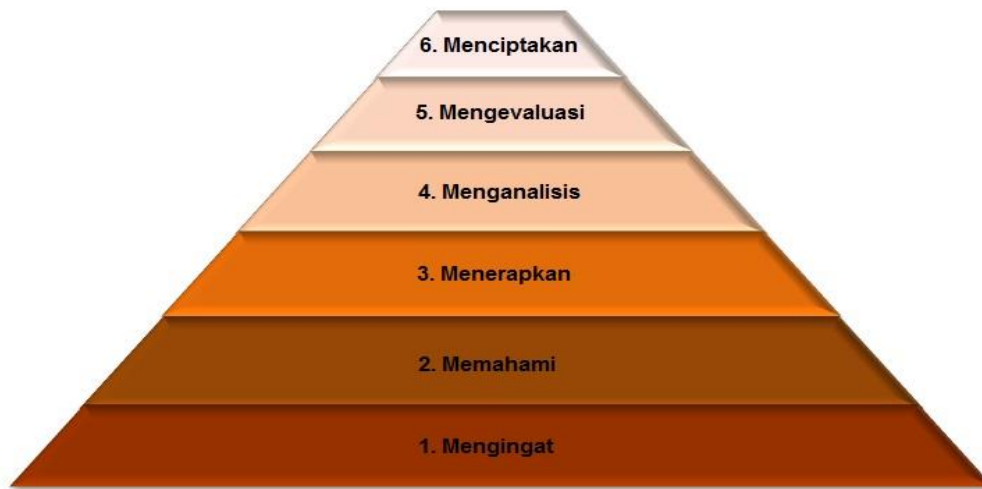 6. Menciptakan
5. Mengevaluasi
4. Menganalisis
3. Menerapkan
2. Memahami
1. Mengingat